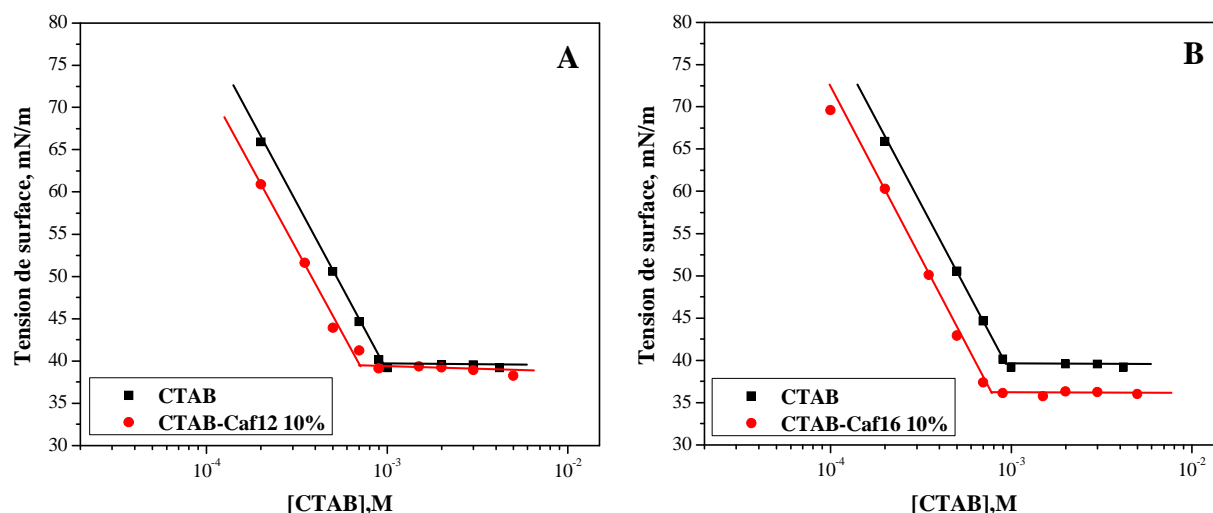 A
80
75
70
65
60
55
50
45
40
35
30
Tension de surface, mN/m
CTAB
CTAB-Caf12 10%
10⁻⁴
10⁻³
10⁻²
[CTAB],M
B
80
75
70
65
60
55
50
45
40
35
30
Tension de surface, mN/m
CTAB
CTAB-Caf16 10%
10⁻⁴
10⁻³
10⁻²
[CTAB],M